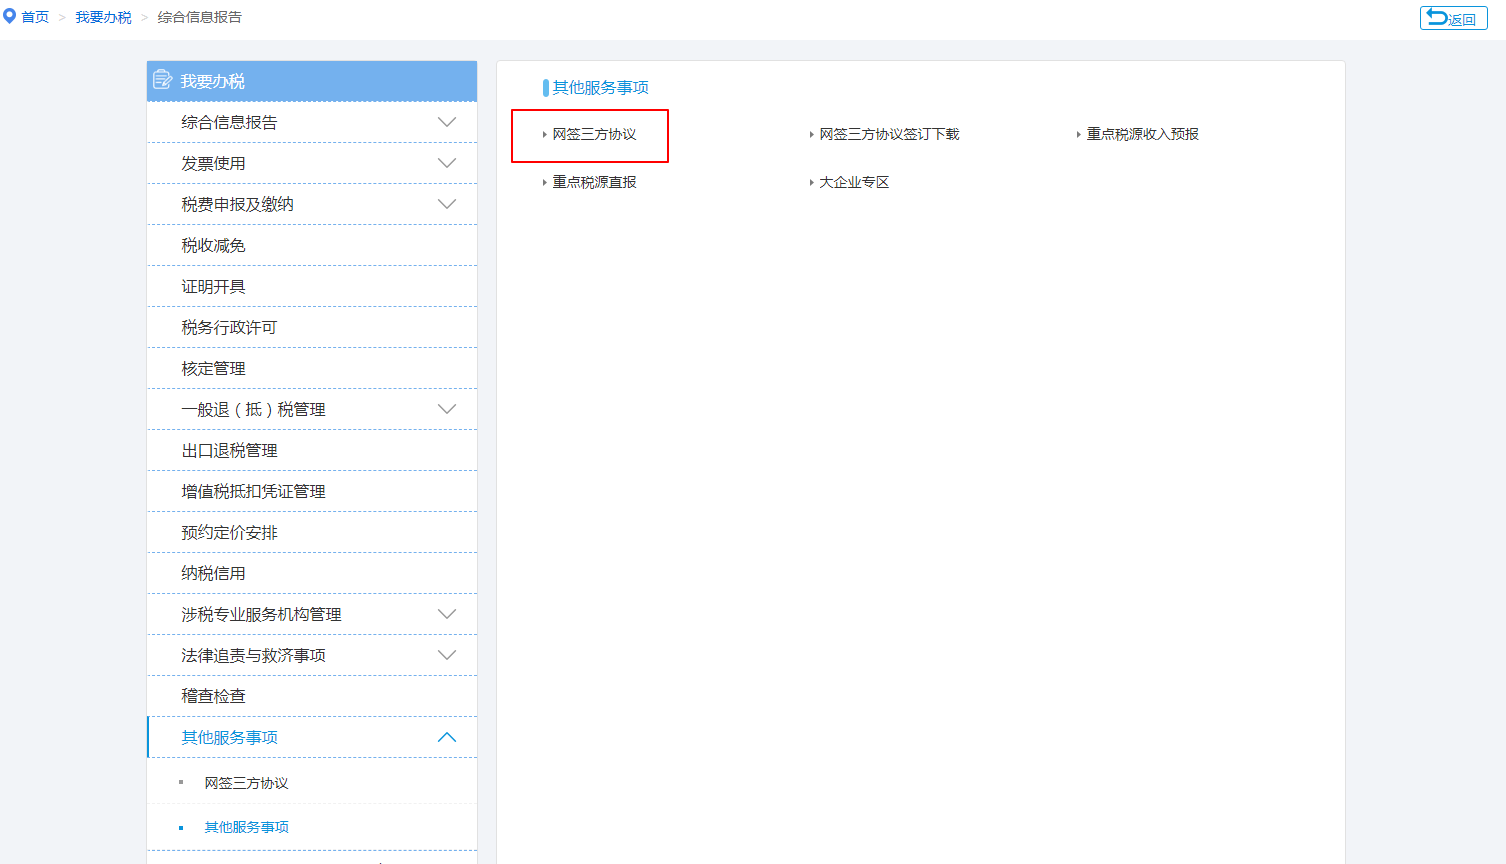 首页 > 我要办税 > 综合信息报告
返回
我要办税
综合信息报告
发票使用
税费申报及缴纳
税收减免
证明开具
税务行政许可
核定管理
一般退（抵）税管理
出口退税管理
增值税抵扣凭证管理
预约定价安排
纳税信用
涉税专业服务机构管理
法律追责与救济事项
稽查检查
其他服务事项
网签三方协议
其他服务事项
其他服务事项
网签三方协议
网签三方协议签订下载
重点税源收入预报
重点税源直报
大企业专区